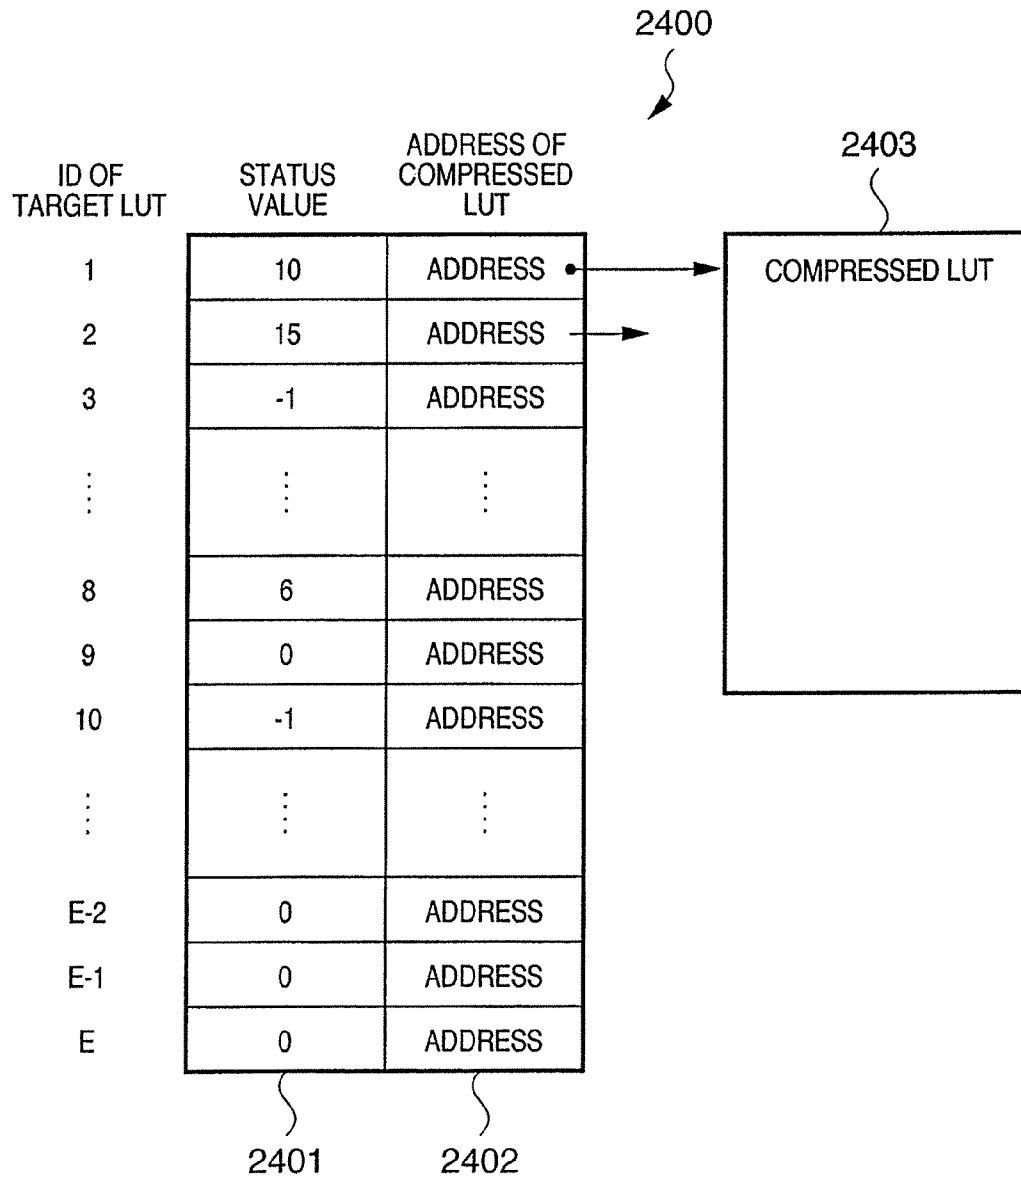 2400
2403
ID OF
TARGET LUT
STATUS
VALUE
ADDRESS OF
COMPRESSED
LUT
1 10 ADDRESS COMPRESSED LUT
2 15 ADDRESS
3 -1 ADDRESS
8 6 ADDRESS
9 0 ADDRESS
10 -1 ADDRESS
E-2 0 ADDRESS
E-1 0 ADDRESS
E 0 ADDRESS
2401 2402